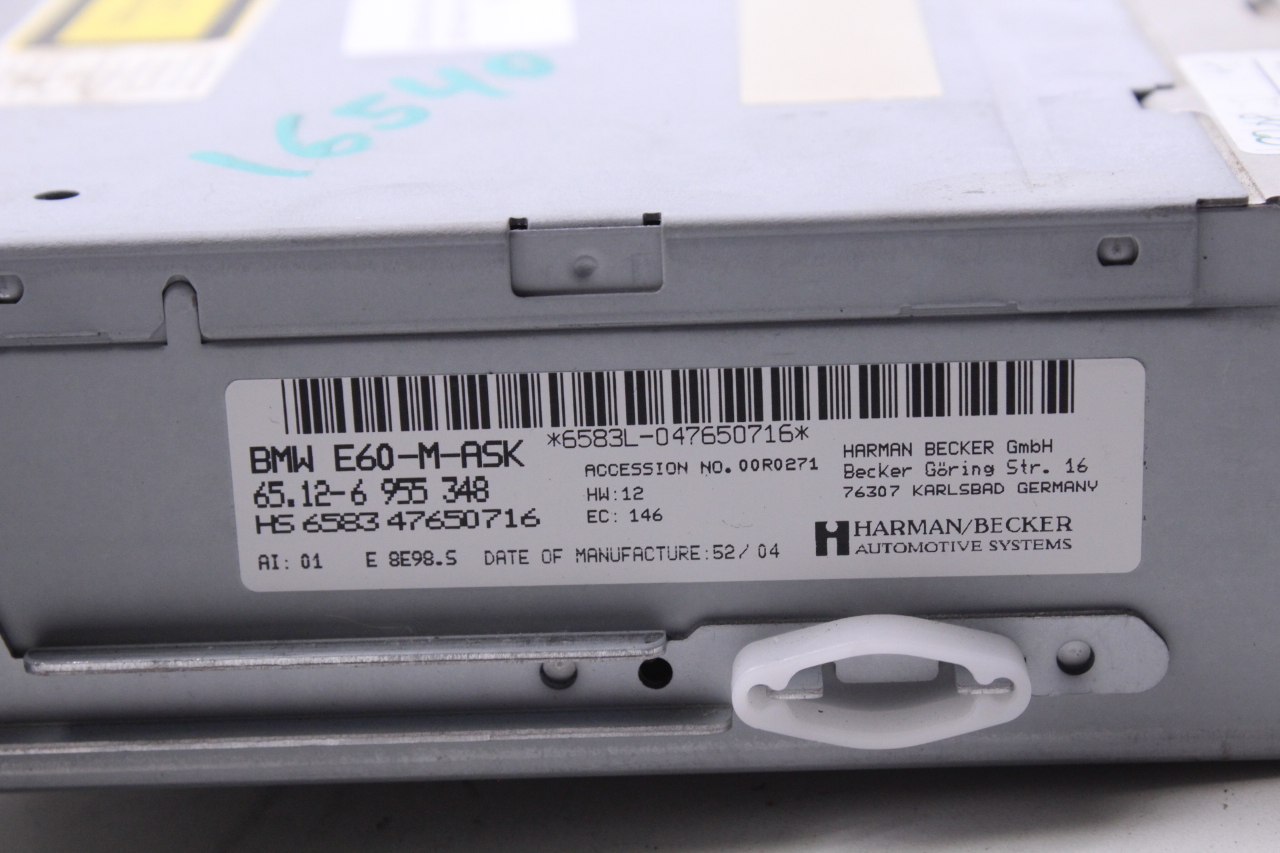 16540
*6583L-047650716*
BMW E60-M-ASK
65.12-6 955 348
HS 6583 47650716
ACCESSION NO.00R0271
HW:12
EC: 146
HARMAN BECKER GmbH
Becker Göring Str. 16
76307 KARLSBAD GERMANY
HARMAN/BECKER
AUTOMOTIVE SYSTEMS
AI: 01 E 8E98.S DATE OF MANUFACTURE:52/ 04